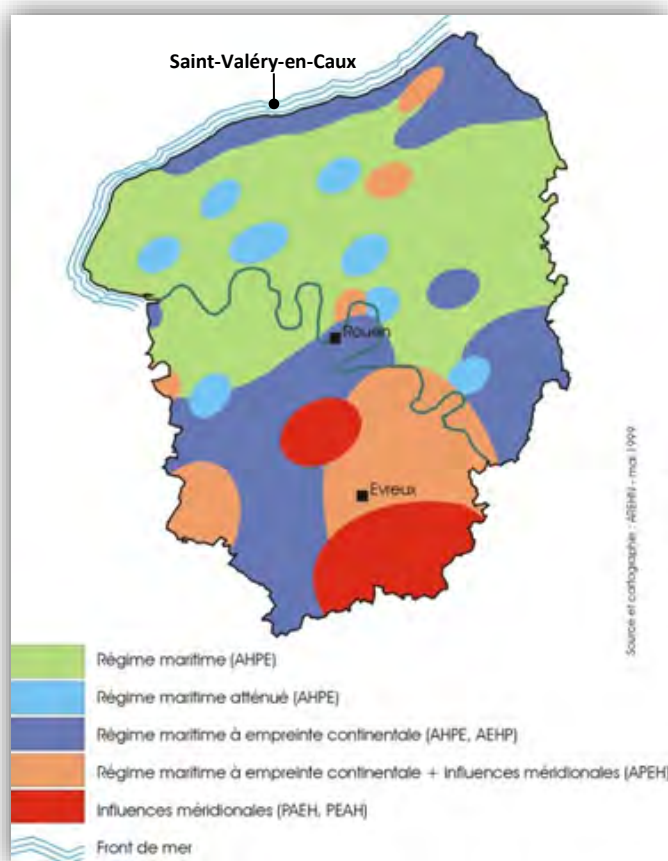 Saint-Valéry-en-Caux
Rouen
Evreux
Source et cartographie : AREHN - mai 1999
Régime maritime (AHPE)
Régime maritime atténué (AHPE)
Régime maritime à empreinte continentale (AHPE, AEHP)
Régime maritime à empreinte continentale + influences méridionales (APEH)
Influences méridionales (PAEH, PEAH)
Front de mer